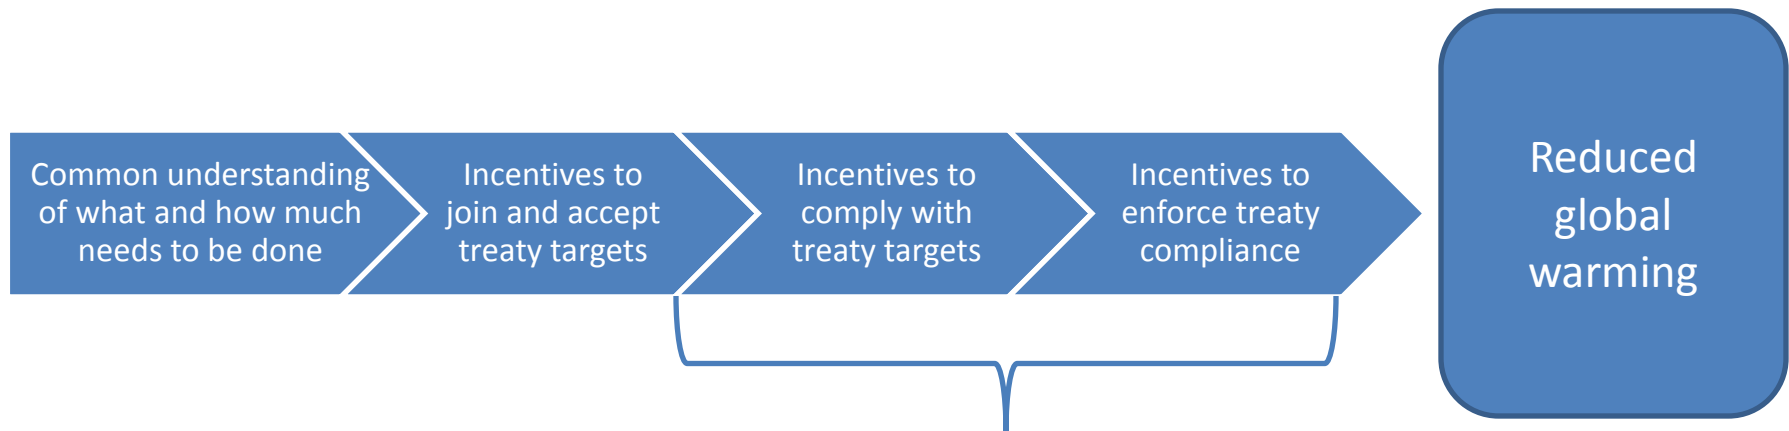 Common understanding
of what and how much
needs to be done
Incentives to
join and accept
treaty targets
Incentives to
comply with
treaty targets
Incentives to
enforce treaty
compliance
Reduced
global
warming